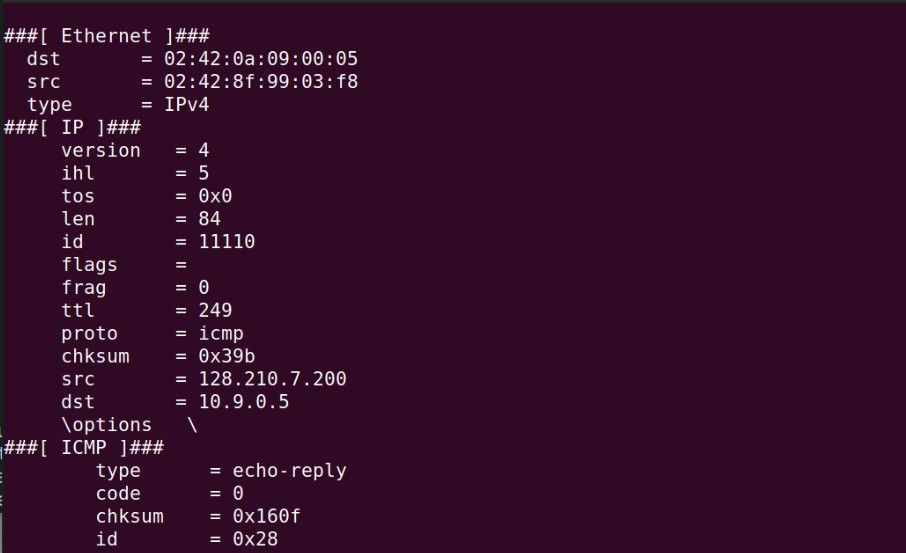 ###[ Ethernet ]###
  dst       = 02:42:0a:09:00:05
  src       = 02:42:8f:99:03:f8
  type      = IPv4
###[ IP ]###
     version   = 4
     ihl       = 5
     tos       = 0x0
     len       = 84
     id        = 11110
     flags     =
     frag      = 0
     ttl       = 249
     proto     = icmp
     chksum    = 0x39b
     src       = 128.210.7.200
     dst       = 10.9.0.5
     \options   \
###[ ICMP ]###
        type      = echo-reply
        code      = 0
        chksum    = 0x160f
        id        = 0x28